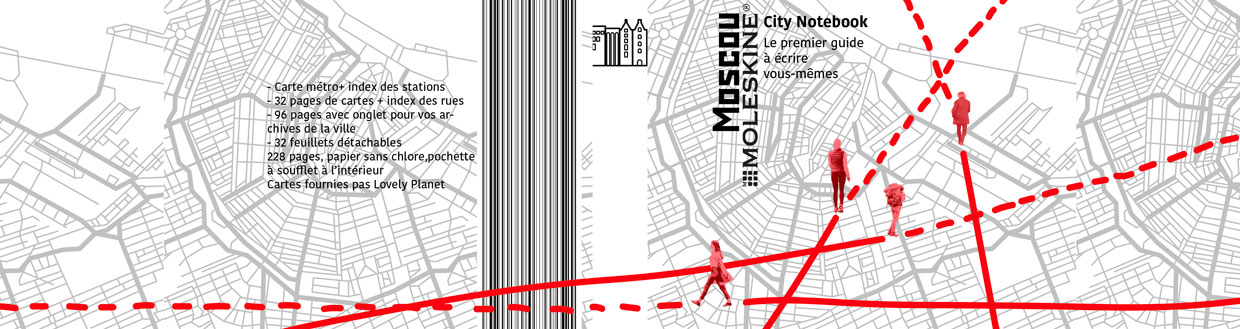 - Carte métro+ index des stations
- 32 pages de cartes + index des rues
- 96 pages avec onglet pour vos ar-
chives de la ville
- 32 feuillets détachables
228 pages, papier sans chlore,pochette
à soufflet à l'intérieur
Cartes fournies pas Lovely Planet
Moscou
MOLESKINE®
City Notebook
Le premier guide
à écrire
vous-mêmes